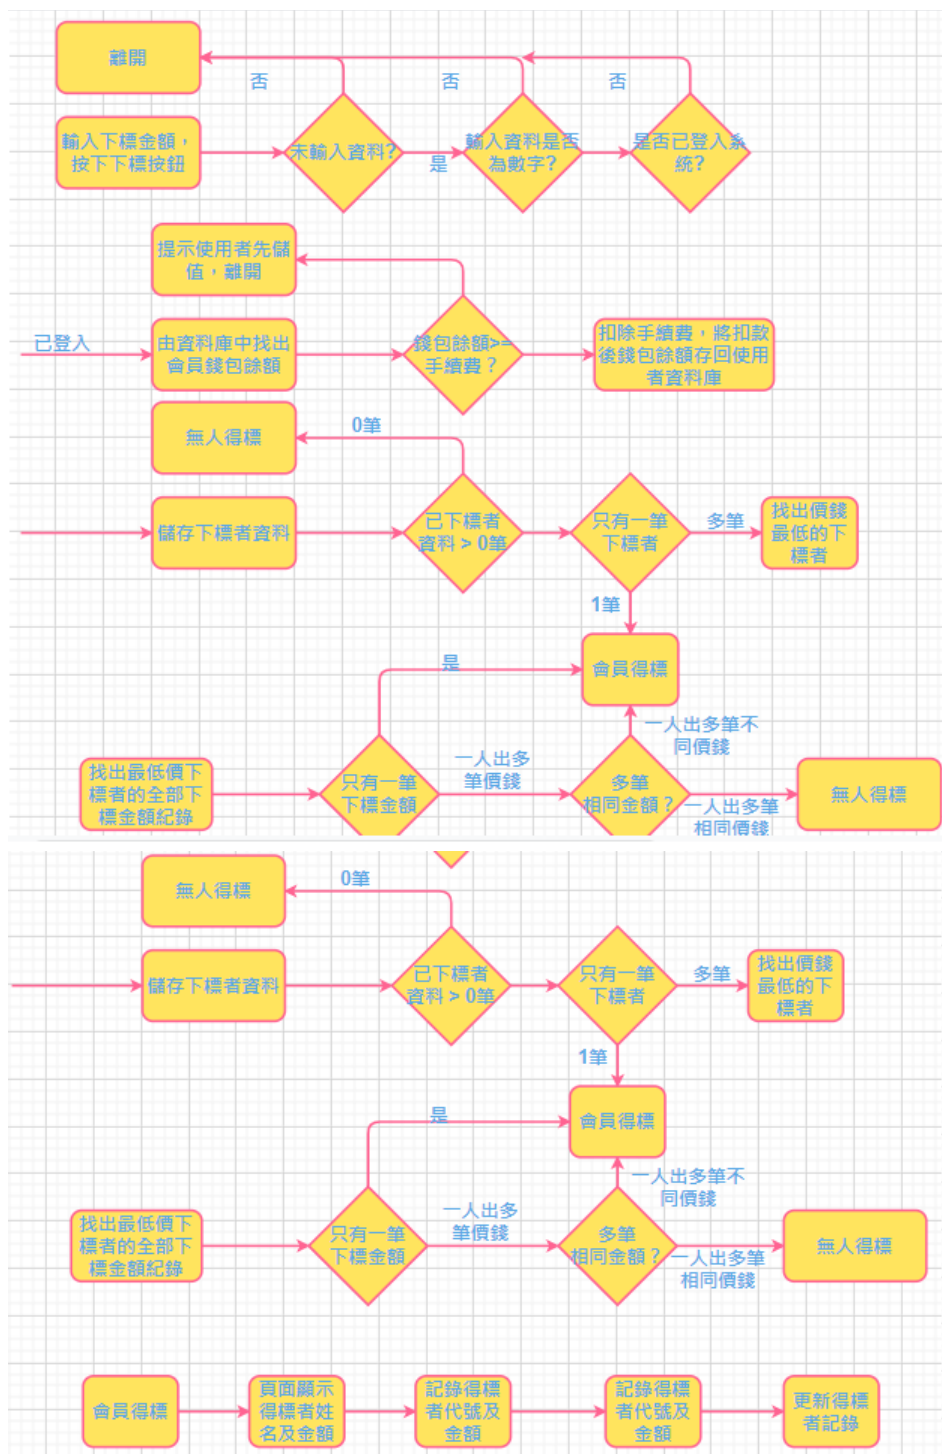 離開
否
否
否
輸入下標金額，
按下下標按鈕
未輸入資料?
是
輸入資料是否
為數字?
是否已登入系
統?
提示使用者先儲
值，離開
已登入
由資料庫中找出
會員錢包餘額
錢包餘額>=
手續費？
扣除手續費，將扣款
後錢包餘額存回使用
者資料庫
無人得標
0筆
儲存下標者資料
已下標者
資料 > 0筆
只有一筆
下標者
多筆
找出價錢
最低的下
標者
1筆
是
會員得標
一人出多筆不
同價錢
找出最低價下
標者的全部下
標金額紀錄
只有一筆
下標金額
一人出多
筆價錢
多筆
相同金額？
一人出多筆
相同價錢
無人得標
無人得標
0筆
儲存下標者資料
已下標者
資料 > 0筆
只有一筆
下標者
多筆
找出價錢
最低的下
標者
1筆
是
會員得標
一人出多筆不
同價錢
找出最低價下
標者的全部下
標金額紀錄
只有一筆
下標金額
一人出多
筆價錢
多筆
相同金額？
一人出多筆
相同價錢
無人得標
會員得標
頁面顯示
得標者姓
名及金額
記錄得標
者代號及
金額
記錄得標
者代號及
金額
更新得標
者記錄